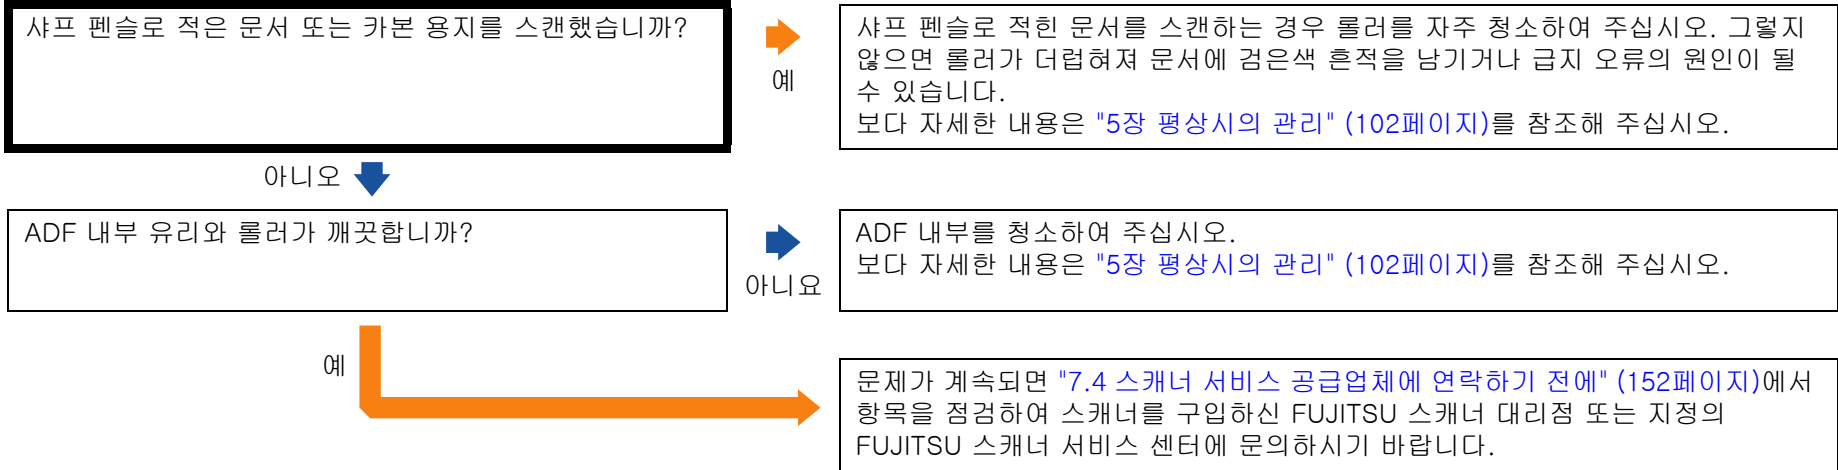 샤프 펜슬로 적은 문서 또는 카본 용지를 스캔했습니까?
예
샤프 펜슬로 적힌 문서를 스캔하는 경우 롤러를 자주 청소하여 주십시오. 그렇지
않으면 롤러가 더럽혀져 문서에 검은색 흔적을 남기거나 급지 오류의 원인이 될
수 있습니다.
보다 자세한 내용은 "5장 평상시의 관리" (102페이지)를 참조해 주십시오.
아니오
ADF 내부 유리와 롤러가 깨끗합니까?
아니요
ADF 내부를 청소하여 주십시오.
보다 자세한 내용은 "5장 평상시의 관리" (102페이지)를 참조해 주십시오.
예
문제가 계속되면 "7.4 스캐너 서비스 공급업체에 연락하기 전에" (152페이지)에서
항목을 점검하여 스캐너를 구입하신 FUJITSU 스캐너 대리점 또는 지정의
FUJITSU 스캐너 서비스 센터에 문의하시기 바랍니다.